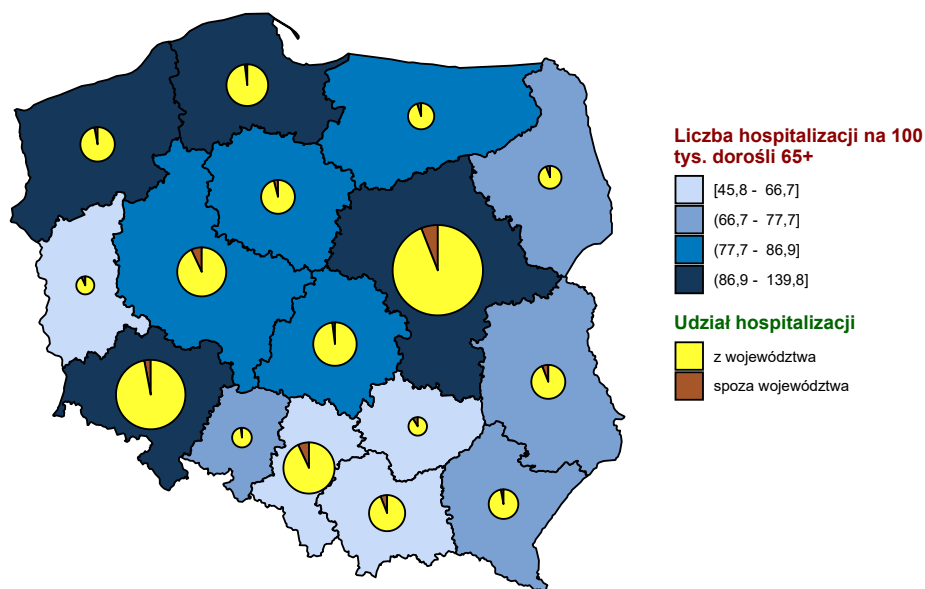 Liczba hospitalizacji na 100
tys. dorośli 65+
[45,8 - 66,7]
(66,7 - 77,7]
(77,7 - 86,9]
(86,9 - 139,8]
Udział hospitalizacji
z województwa
spoza województwa